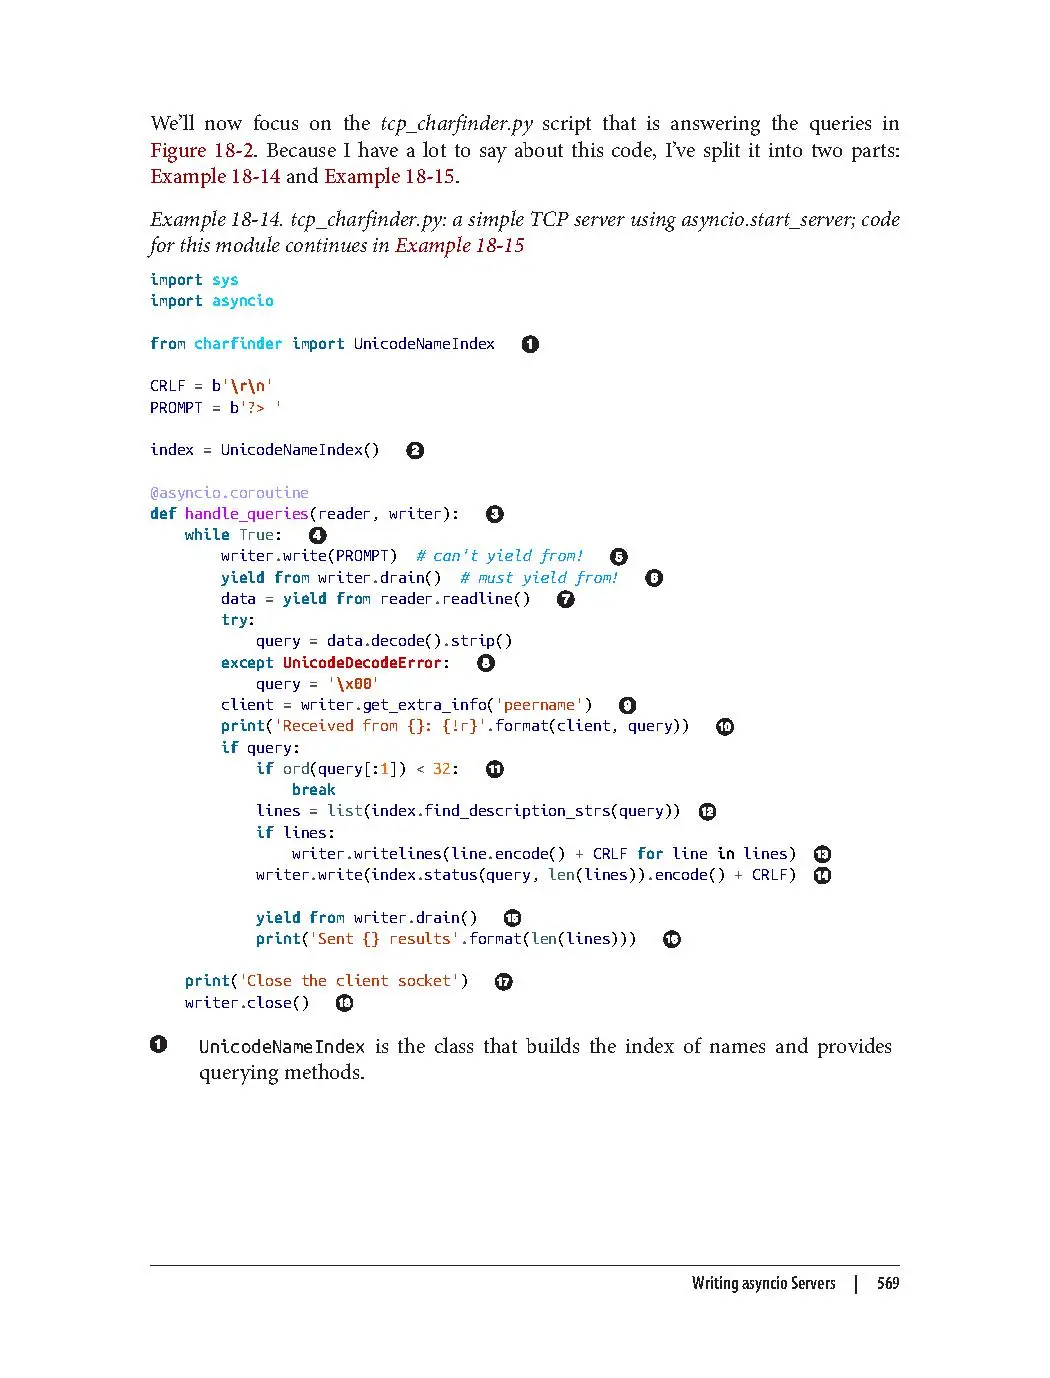 We'll now focus on the tcp_charfinder.py script that is answering the queries in
Figure 18-2. Because I have a lot to say about this code, I've split it into two parts:
Example 18-14 and Example 18-15.
Example 18-14. tcp_charfinder.py: a simple TCP server using asyncio.start_server; code
for this module continues in Example 18-15
import sys
import asyncio
from charfinder import UnicodeNameIndex 1
CRLF = b'\r\n'
PROMPT = b'?> '
index = UnicodeNameIndex() 2
@asyncio.coroutine
def handle_queries(reader, writer): 3
    while True: 4
        writer.write(PROMPT) # can't yield from! 5
        yield from writer.drain() # must yield from! 6
        data = yield from reader.readline() 7
        try:
            query = data.decode().strip()
        except UnicodeDecodeError: 8
            query = '\x00'
        client = writer.get_extra_info('peername') 9
        print('Received from {}: {!r}'.format(client, query)) 10
        if query:
            if ord(query[:1]) < 32: 11
                break
            lines = list(index.find_description_strs(query)) 12
            if lines:
                writer.writelines(line.encode() + CRLF for line in lines) 13
            writer.write(index.status(query, len(lines)).encode() + CRLF) 14
            yield from writer.drain() 15
            print('Sent {} results'.format(len(lines))) 16
    print('Close the client socket') 17
    writer.close() 18
1 UnicodeNameIndex is the class that builds the index of names and provides
querying methods.
Writing asyncio Servers | 569